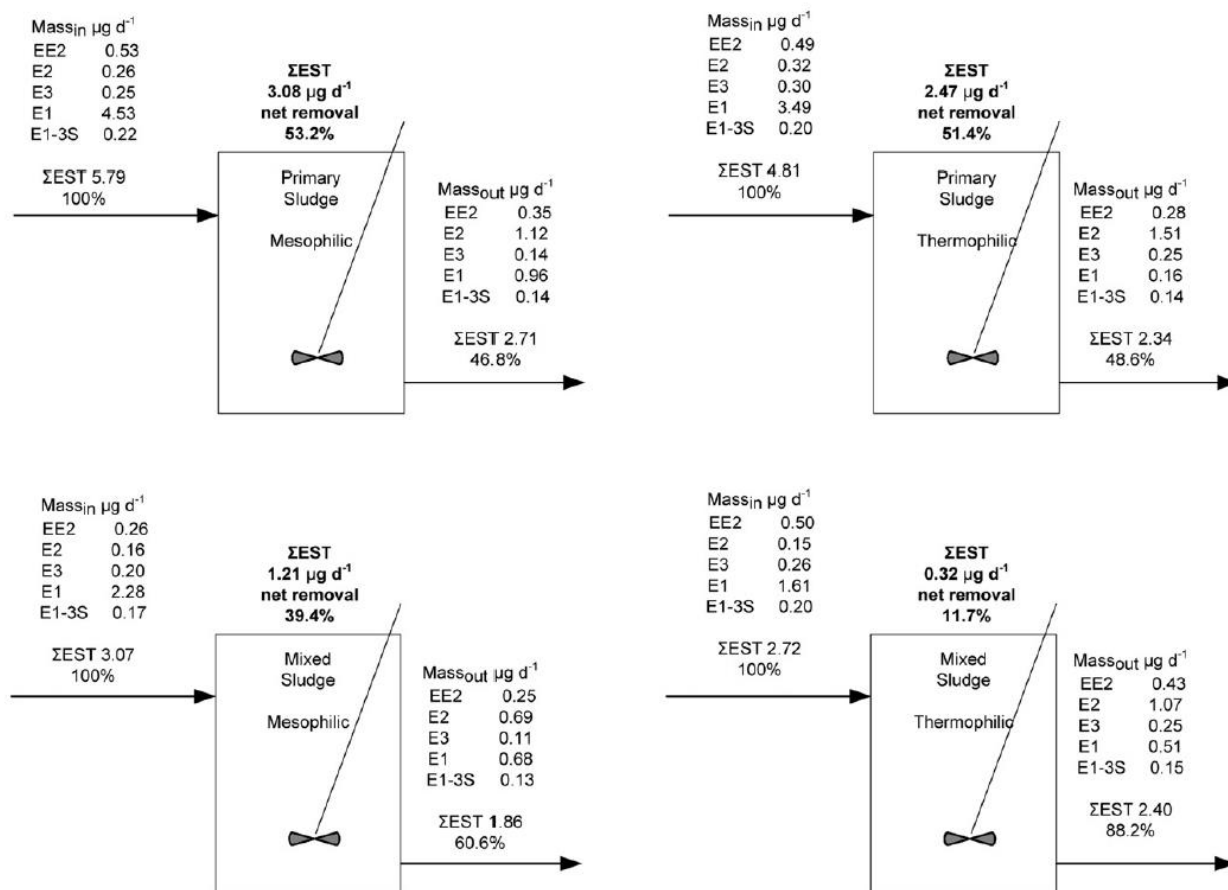 Massin µg d-1
EE2 0.53
E2 0.26
E3 0.25
E1 4.53
E1-3S 0.22
ΣEST 5.79
100%
ΣEST
3.08 µg d-1
net removal
53.2%
Primary
Sludge
Mesophilic
Massout µg d-1
EE2 0.35
E2 1.12
E3 0.14
E1 0.96
E1-3S 0.14
ΣEST 2.71
46.8%
Massin µg d-1
EE2 0.49
E2 0.32
E3 0.30
E1 3.49
E1-3S 0.20
ΣEST 4.81
100%
ΣEST
2.47 µg d-1
net removal
51.4%
Primary
Sludge
Thermophilic
Massout µg d-1
EE2 0.28
E2 1.51
E3 0.25
E1 0.16
E1-3S 0.14
ΣEST 2.34
48.6%
Massin µg d-1
EE2 0.26
E2 0.16
E3 0.20
E1 2.28
E1-3S 0.17
ΣEST 3.07
100%
ΣEST
1.21 µg d-1
net removal
39.4%
Mixed
Sludge
Mesophilic
Massout µg d-1
EE2 0.25
E2 0.69
E3 0.11
E1 0.68
E1-3S 0.13
ΣEST 1.86
60.6%
Massin µg d-1
EE2 0.50
E2 0.15
E3 0.26
E1 1.61
E1-3S 0.20
ΣEST 2.72
100%
ΣEST
0.32 µg d-1
net removal
11.7%
Mixed
Sludge
Thermophilic
Massout µg d-1
EE2 0.43
E2 1.07
E3 0.25
E1 0.51
E1-3S 0.15
ΣEST 2.40
88.2%